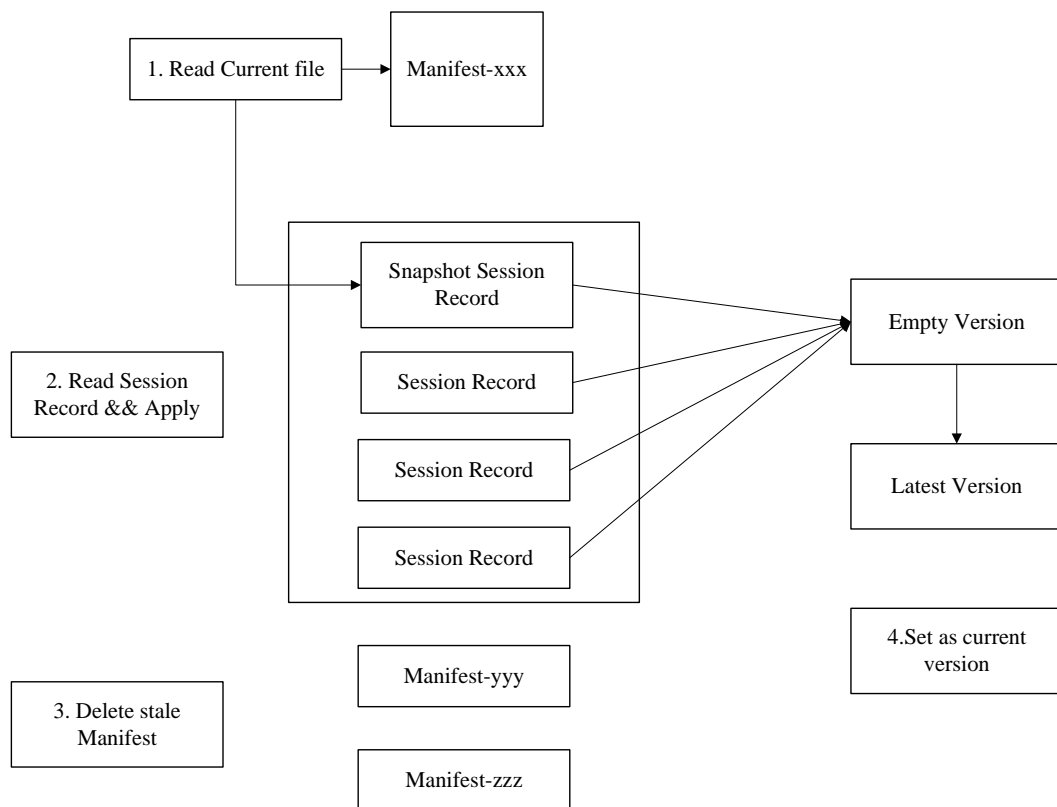 1. Read Current file
Manifest-xxx
Snapshot Session
Record
Empty Version
2. Read Session
Record && Apply
Session Record
Session Record
Latest Version
Session Record
4.Set as current
version
Manifest-yyy
3. Delete stale
Manifest
Manifest-zzz